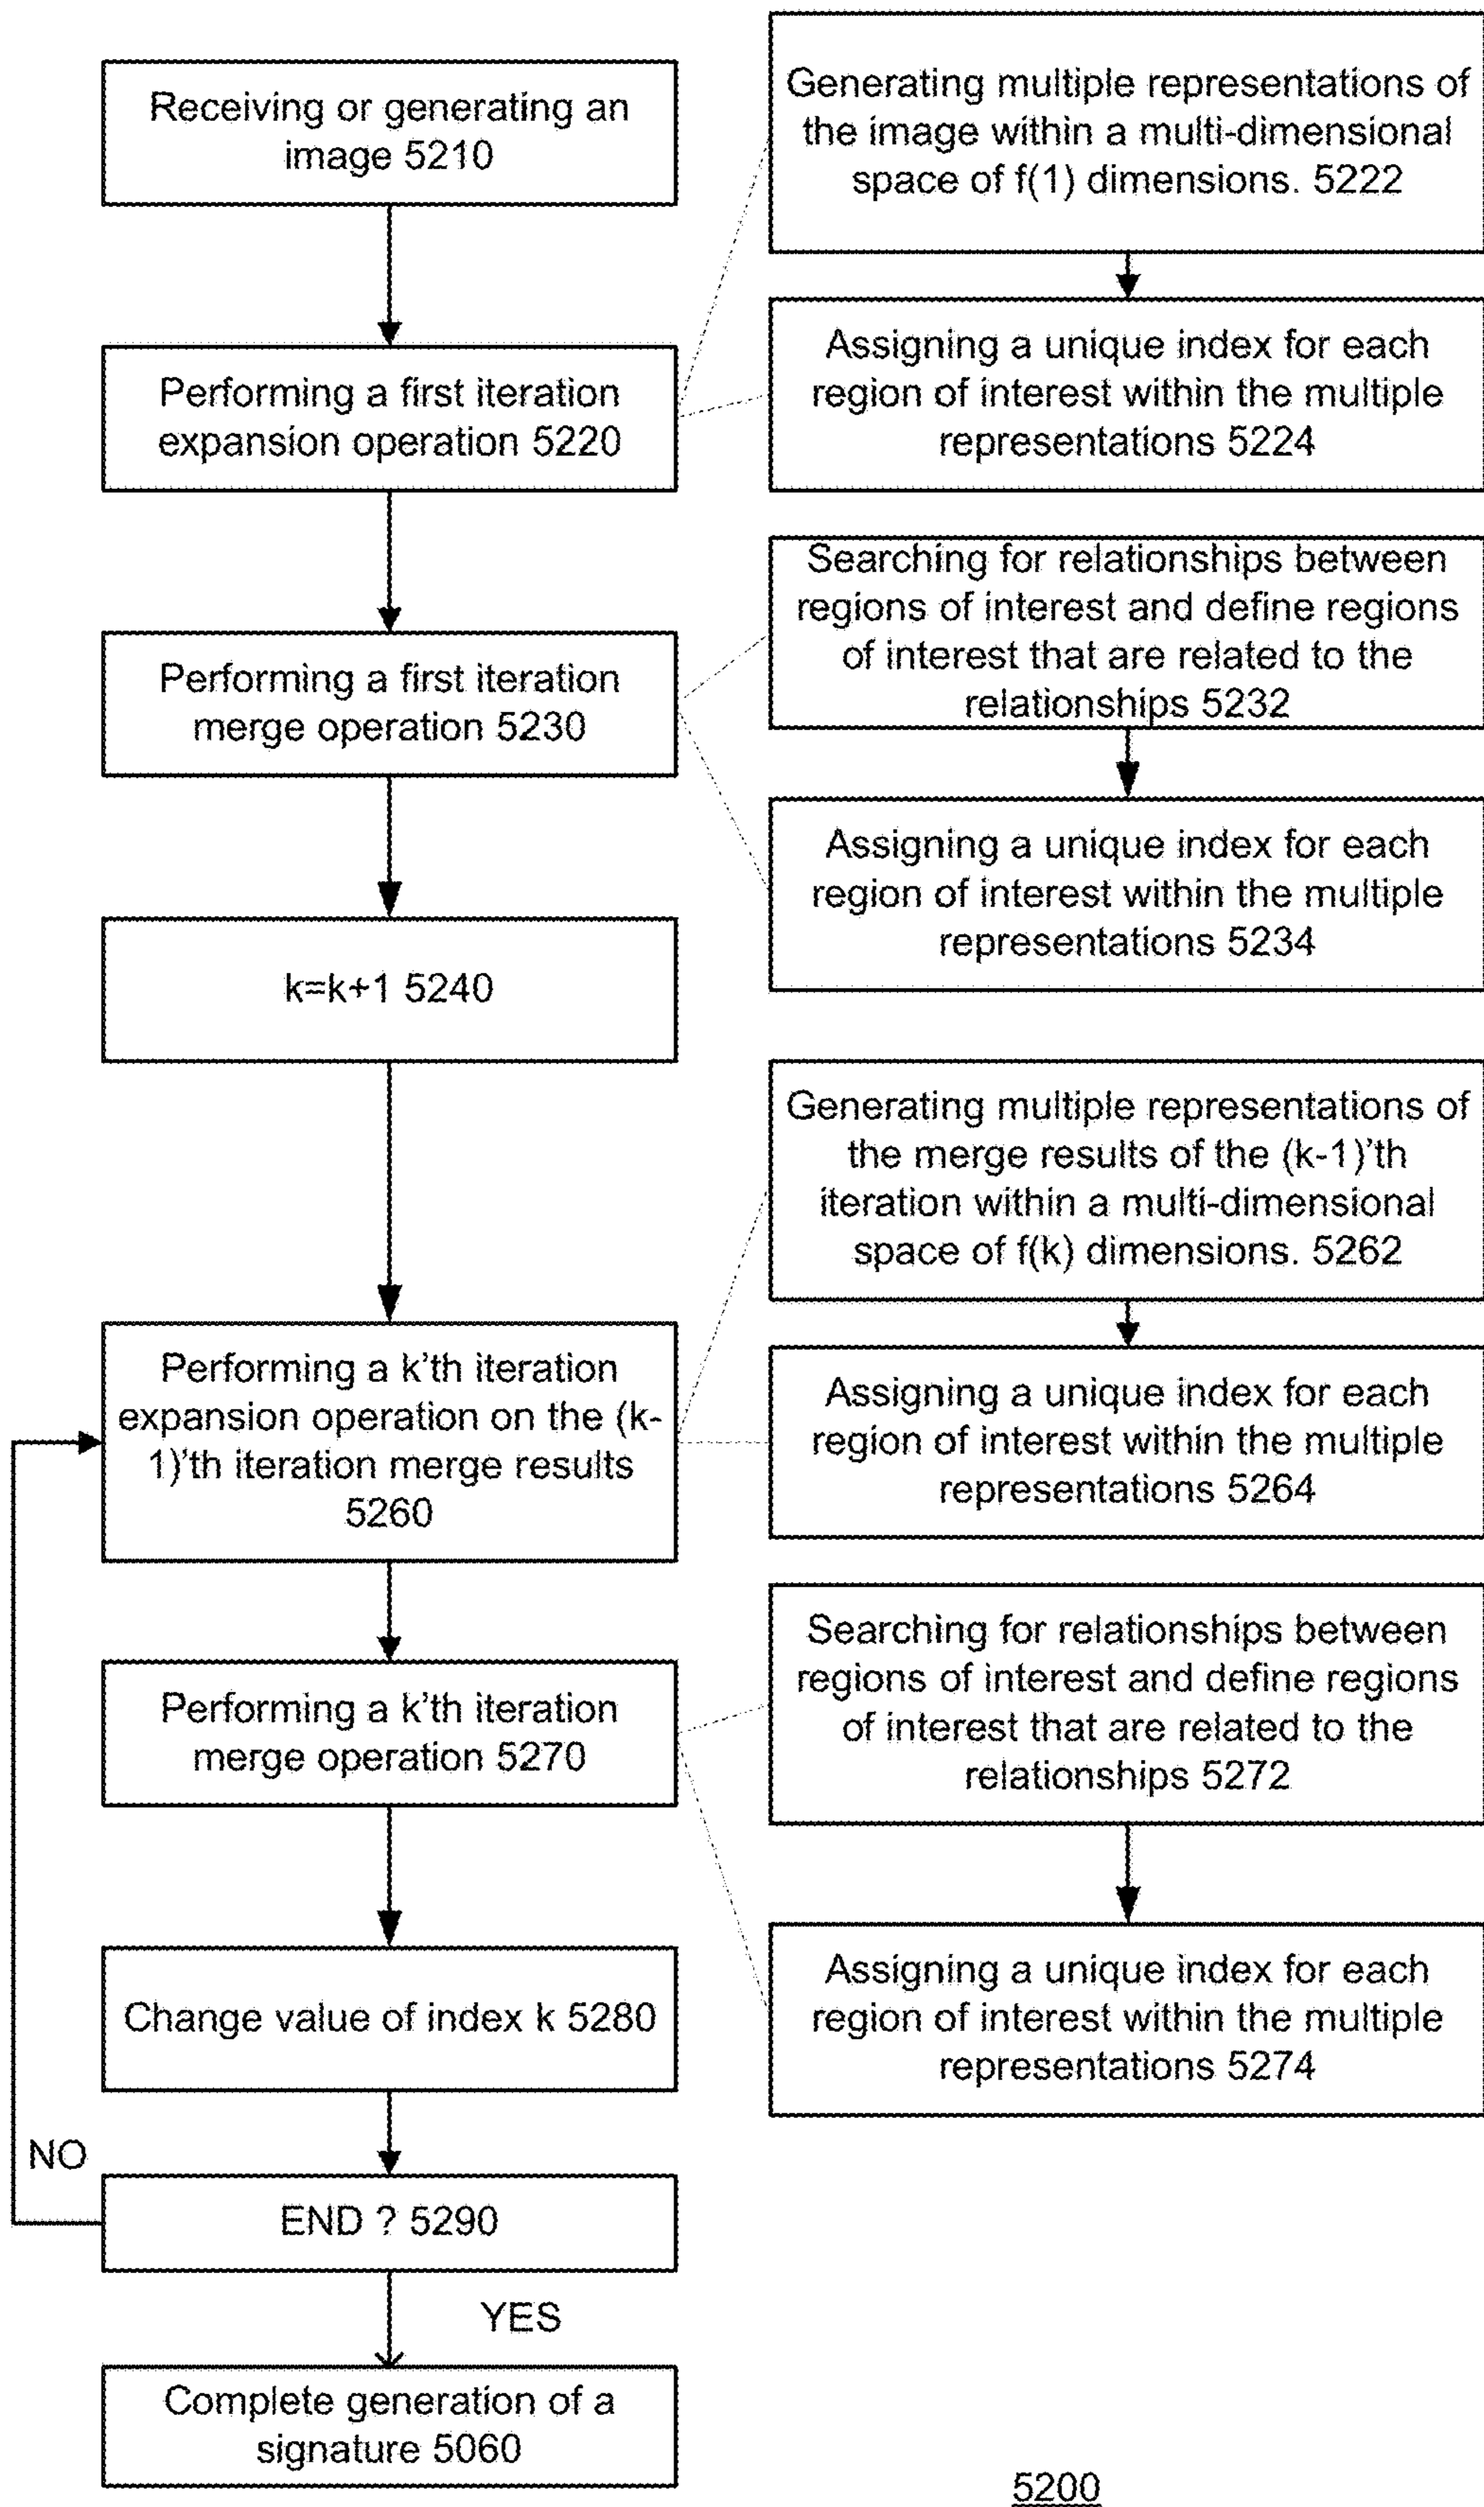 Receiving or generating an
image 5210
Generating multiple representations of
the image within a multi-dimensional
space of f(1) dimensions. 5222
Performing a first iteration
expansion operation 5220
Assigning a unique index for each
region of interest within the multiple
representations 5224
Performing a first iteration
merge operation 5230
Searching for relationships between
regions of interest and define regions
of interest that are related to the
relationships 5232
Assigning a unique index for each
region of interest within the multiple
representations 5234
k=k+1 5240
Generating multiple representations of
the merge results of the (k-1)'th
iteration within a multi-dimensional
space of f(k) dimensions. 5262
Performing a k'th iteration
expansion operation on the (k-
1)'th iteration merge results
5260
Assigning a unique index for each
region of interest within the multiple
representations 5264
Performing a k'th iteration
merge operation 5270
Searching for relationships between
regions of interest and define regions
of interest that are related to the
relationships 5272
Assigning a unique index for each
region of interest within the multiple
representations 5274
Change value of index k 5280
NO
END ? 5290
YES
Complete generation of a
signature 5060
5200